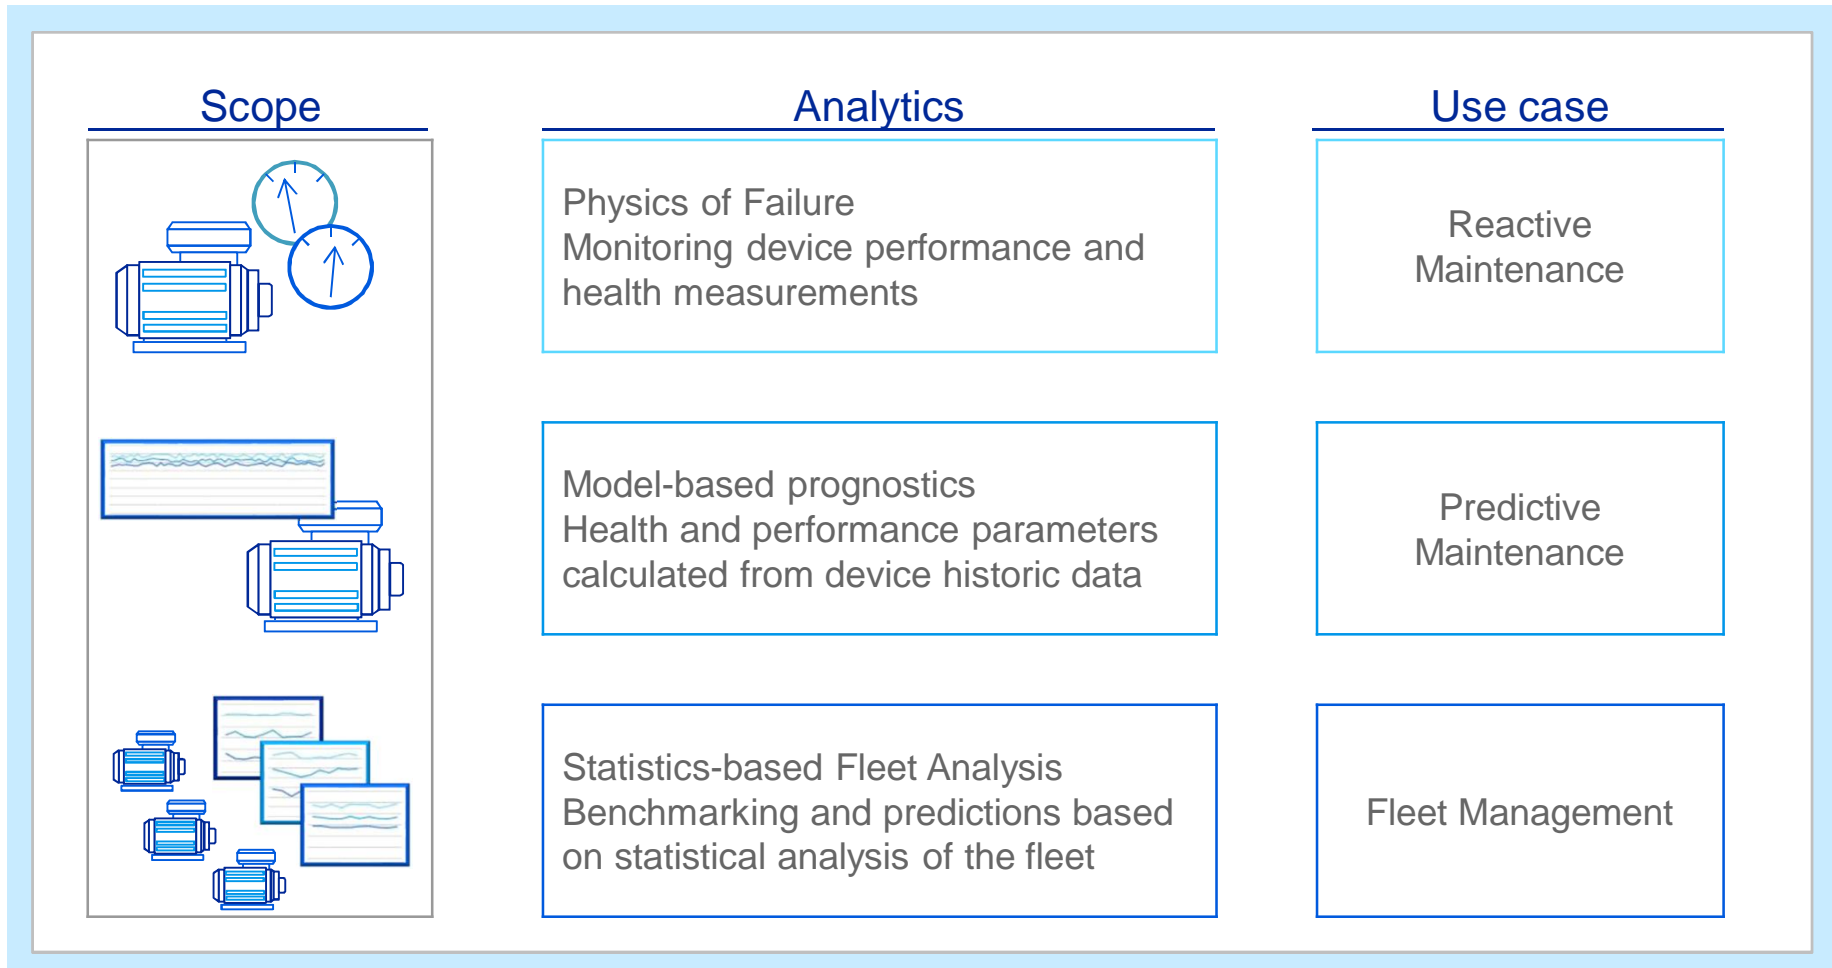 Scope
Analytics
Use case
Physics of Failure
Monitoring device performance and
health measurements
Reactive
Maintenance
Model-based prognostics
Health and performance parameters
calculated from device historic data
Predictive
Maintenance
Statistics-based Fleet Analysis
Benchmarking and predictions based
on statistical analysis of the fleet
Fleet Management